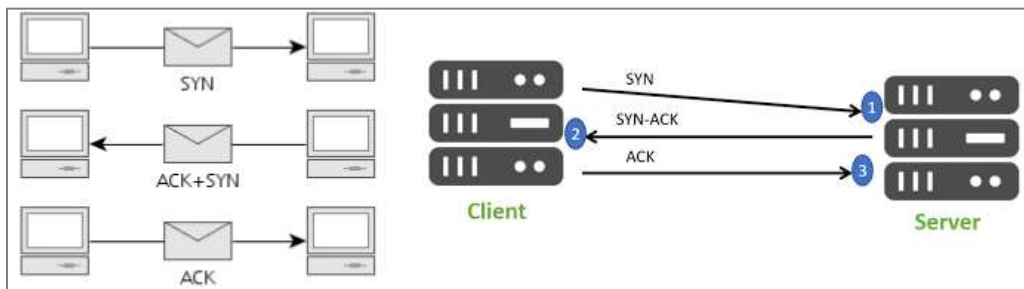 SYN
ACK+SYN
ACK
SYN
1
SYN-ACK
2
ACK
3
Client
Server